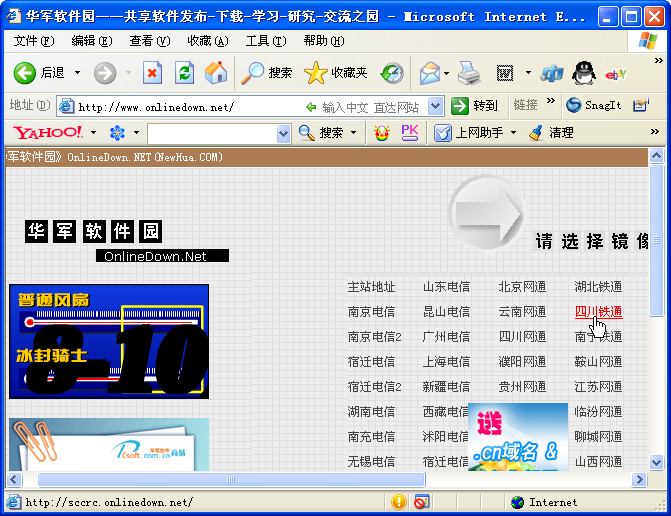 华军软件园——共享软件发布-下载-学习-研究-交流之园 - Microsoft Internet E...
文件(F) 编辑(E) 查看(V) 收藏(A) 工具(T) 帮助(H)
后退 搜索 收藏夹
地址(D) http://www.onlinedown.net/ 输入中文 直达网站 转到 链接 SnagIt
YAHOO! 搜索 PK 上网助手 清理
军软件园》OnlineDown.NET(NewHua.COM)
华军软件园
OnlineDown.Net
请选择镜像
主站地址 山东电信 北京网通 湖北铁通
南京电信 昆山电信 云南网通 四川铁通
南京电信2 广州电信 四川网通 南宁铁通
宿迁电信 上海电信 濮阳网通 鞍山网通
宿迁电信2 新疆电信 贵州网通 江苏网通
湖南电信 西藏电信 临汾网通
南充电信 沭阳电信 聊城网通
无锡电信 宿迁电信 山西网通
普通风扇
冰封骑士
8-10
华军软件
PCsoft.com.cn 商城
送
.cn域名 &
http://sccrc.onlinedown.net/ Internet